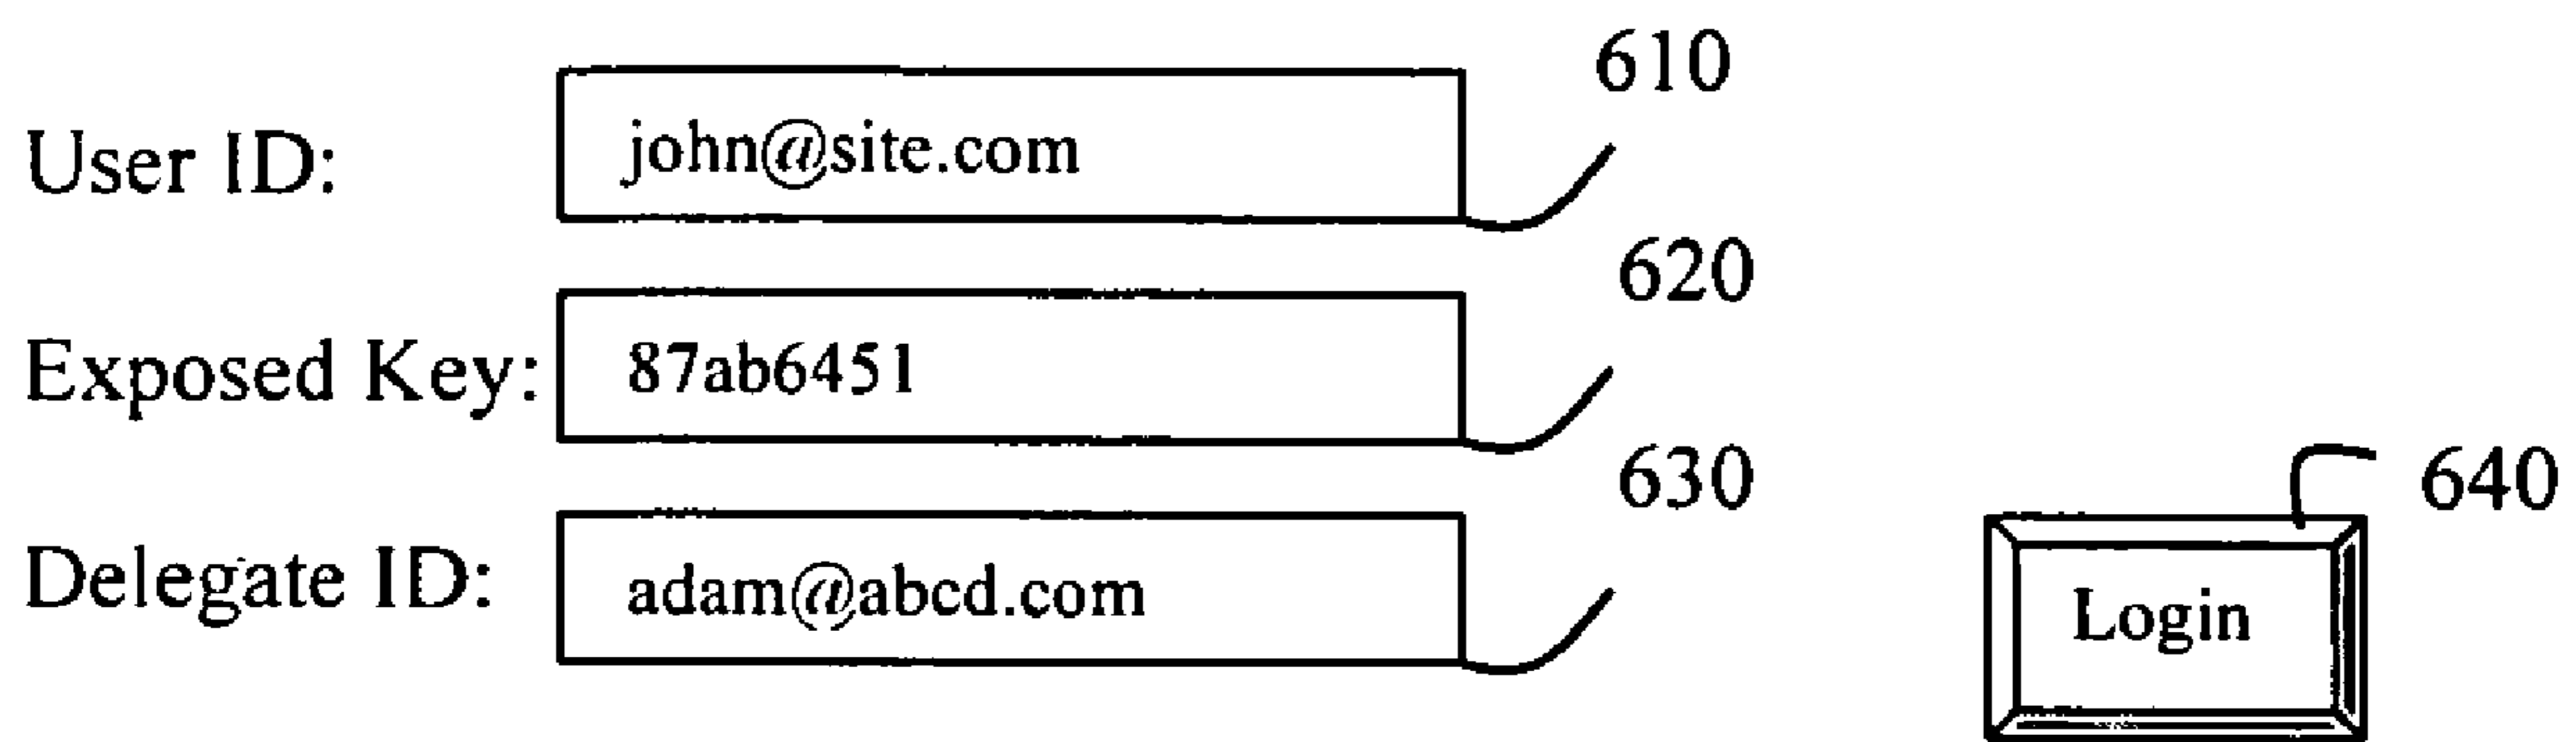 610
User ID: john@site.com
620
Exposed Key: 87ab6451
630
640
Delegate ID: adam@abcd.com
Login